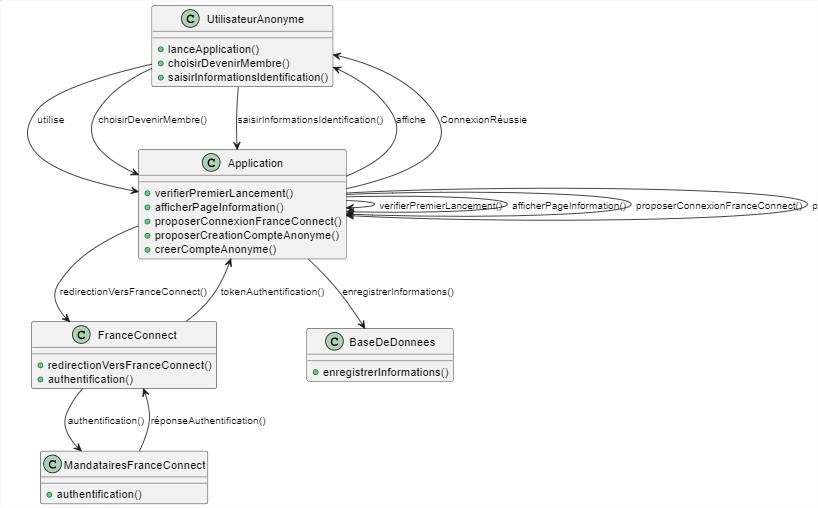 C UtilisateurAnonyme
lanceApplication()
choisirDevenirMembre()
saisirInformationsIdentification()
utilise
choisirDevenirMembre()
saisirInformationsIdentification()
affiche
ConnexionRéussie
C Application
verifierPremierLancement()
afficherPageInformation()
proposerConnexionFranceConnect()
proposerCreationCompteAnonyme()
creerCompteAnonyme()
verifierPremierLancement()
afficherPageInformation()
proposerConnexionFranceConnect()
p
redirectionVersFranceConnect()
tokenAuthentification()
enregistrerInformations()
C FranceConnect
redirectionVersFranceConnect()
authentification()
C BaseDeDonnees
enregistrerInformations()
authentification()
réponseAuthentification()
C MandatairesFranceConnect
authentification()